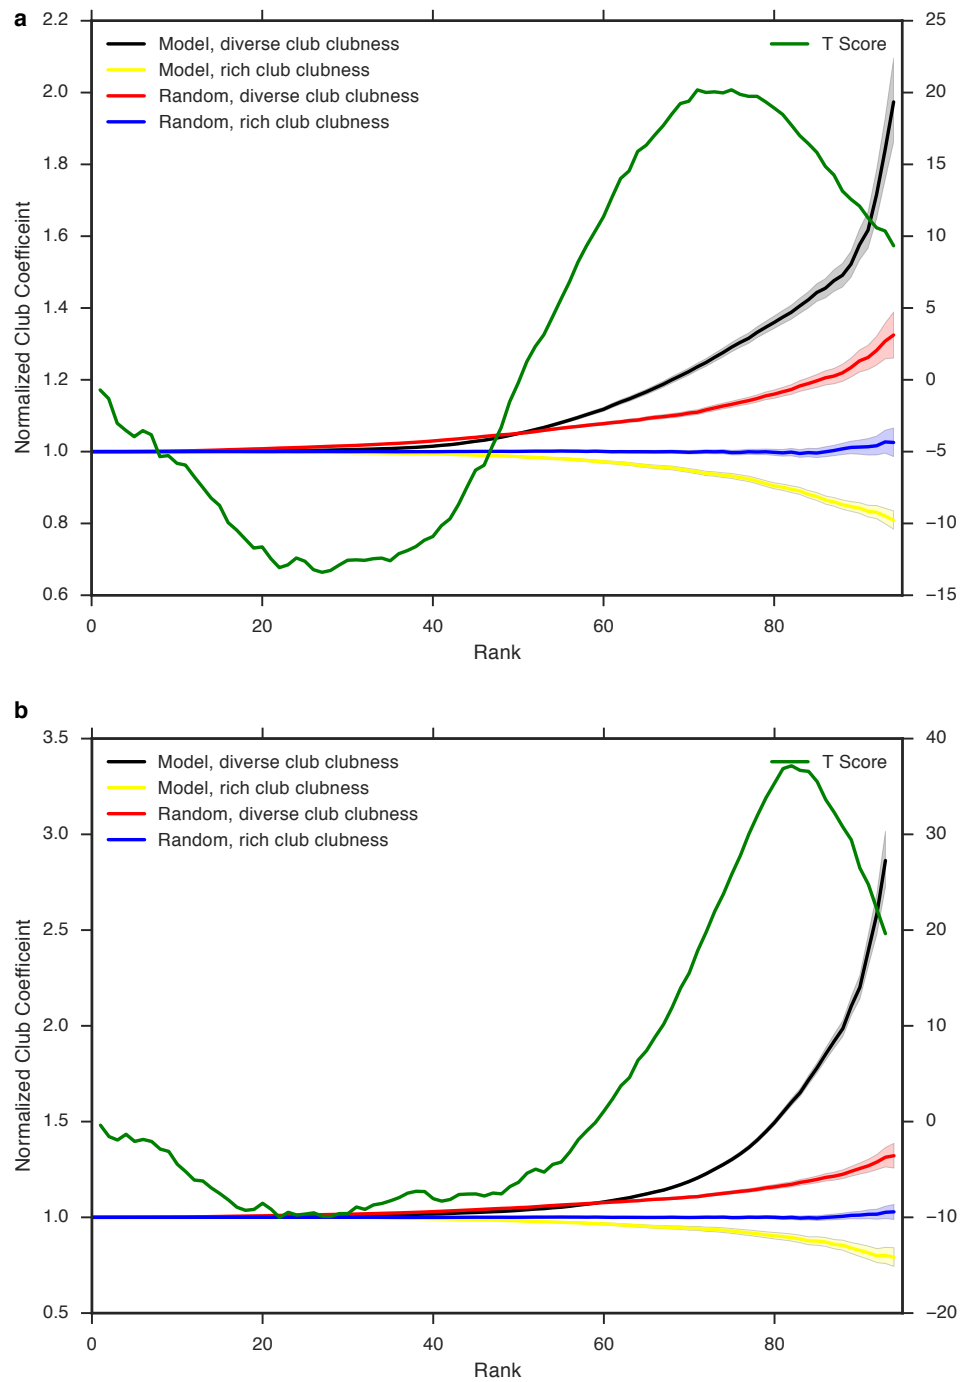 a
2.2
2.0
1.8
1.6
1.4
1.2
1.0
0.8
0.6
Normalized Club Coefficeint
Model, diverse club clubness
Model, rich club clubness
Random, diverse club clubness
Random, rich club clubness
T Score
25
20
15
10
5
0
−5
−10
−15
0 20 40 60 80
Rank
b
3.5
3.0
2.5
2.0
1.5
1.0
0.5
Normalized Club Coefficeint
Model, diverse club clubness
Model, rich club clubness
Random, diverse club clubness
Random, rich club clubness
T Score
40
30
20
10
0
−10
−20
0 20 40 60 80
Rank